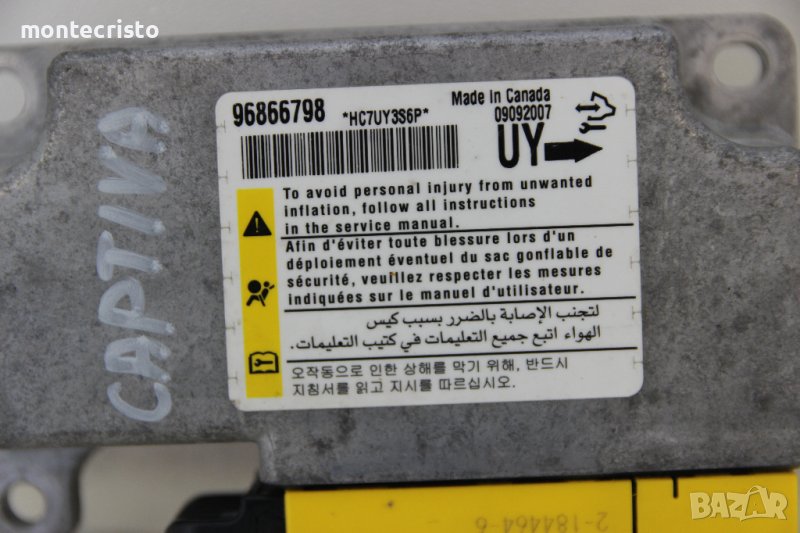 montecristo
96866798
*HC7UY3S6P*
Made in Canada
09092007
UY
To avoid personal injury from unwanted
inflation, follow all instructions
in the service manual.
Afin d'éviter toute blessure lors d'un
déploiement éventuel du sac gonflable de
sécurité, veuillez respecter les mesures
indiquées sur le manuel d'utilisateur.
لتجنب الإصابة بالضرر بسبب كيس
الهواء اتبع جميع التعليمات في كتيب التعليمات.
오작동으로 인한 상해를 막기 위해, 반드시
지침서를 읽고 지시를 따르십시오.
CAPTIVA
2-184464-6
BAZAR